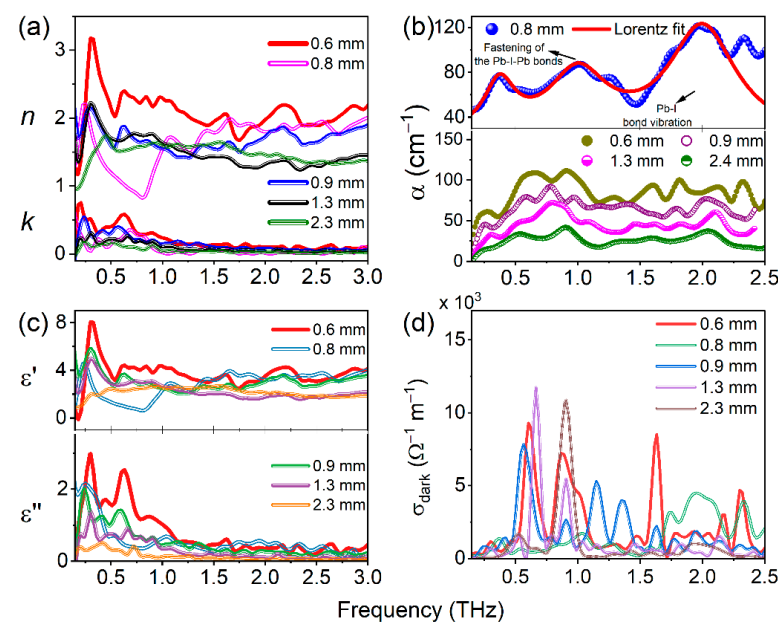 (a)
3
2
1
0
n
k
0.6 mm
0.8 mm
0.9 mm
1.3 mm
2.3 mm
0.5 1.0 1.5 2.0 2.5 3.0
(b)
120
80
40
0.8 mm
Lorentz fit
Fastening of
the Pb-I-Pb bonds
Pb-I
bond vibration
α (cm⁻¹)
150
100
50
0
0.6 mm
0.9 mm
1.3 mm
2.4 mm
0.5 1.0 1.5 2.0 2.5
(c)
8
4
0
ε'
0.6 mm
0.8 mm
2
0
ε''
0.9 mm
1.3 mm
2.3 mm
0.5 1.0 1.5 2.0 2.5 3.0
(d)
x 10³
15
10
5
0
σdark (Ω⁻¹ m⁻¹)
0.6 mm
0.8 mm
0.9 mm
1.3 mm
2.3 mm
0.5 1.0 1.5 2.0 2.5
Frequency (THz)